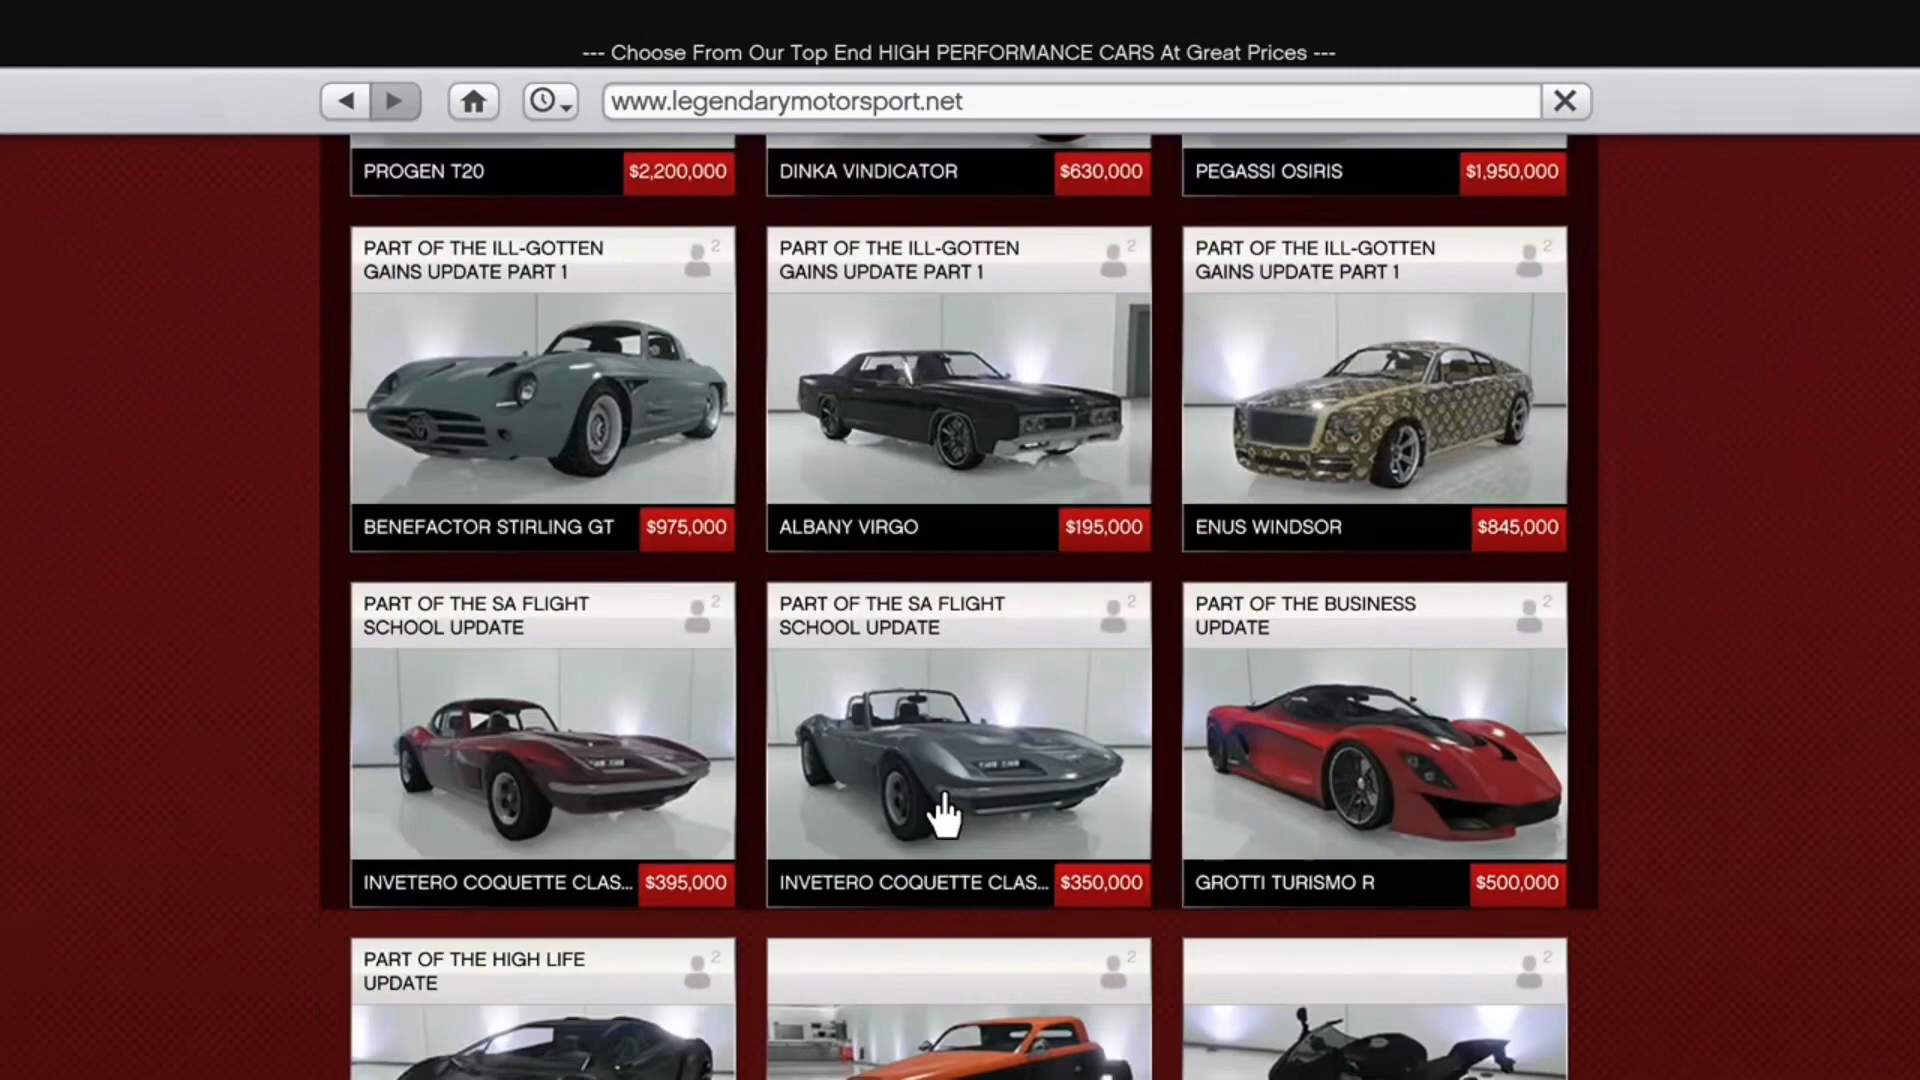 --- Choose From Our Top End HIGH PERFORMANCE CARS At Great Prices ---
www.legendarymotorsport.net
PROGEN T20 $2,200,000
DINKA VINDICATOR $630,000
PEGASSI OSIRIS $1,950,000
PART OF THE ILL-GOTTEN
GAINS UPDATE PART 1
2
BENEFACTOR STIRLING GT $975,000
PART OF THE ILL-GOTTEN
GAINS UPDATE PART 1
2
ALBANY VIRGO $195,000
PART OF THE ILL-GOTTEN
GAINS UPDATE PART 1
2
ENUS WINDSOR $845,000
PART OF THE SA FLIGHT
SCHOOL UPDATE
2
INVETERO COQUETTE CLAS... $395,000
PART OF THE SA FLIGHT
SCHOOL UPDATE
2
INVETERO COQUETTE CLAS... $350,000
PART OF THE BUSINESS
UPDATE
2
GROTTI TURISMO R $500,000
PART OF THE HIGH LIFE
UPDATE
2
2
2